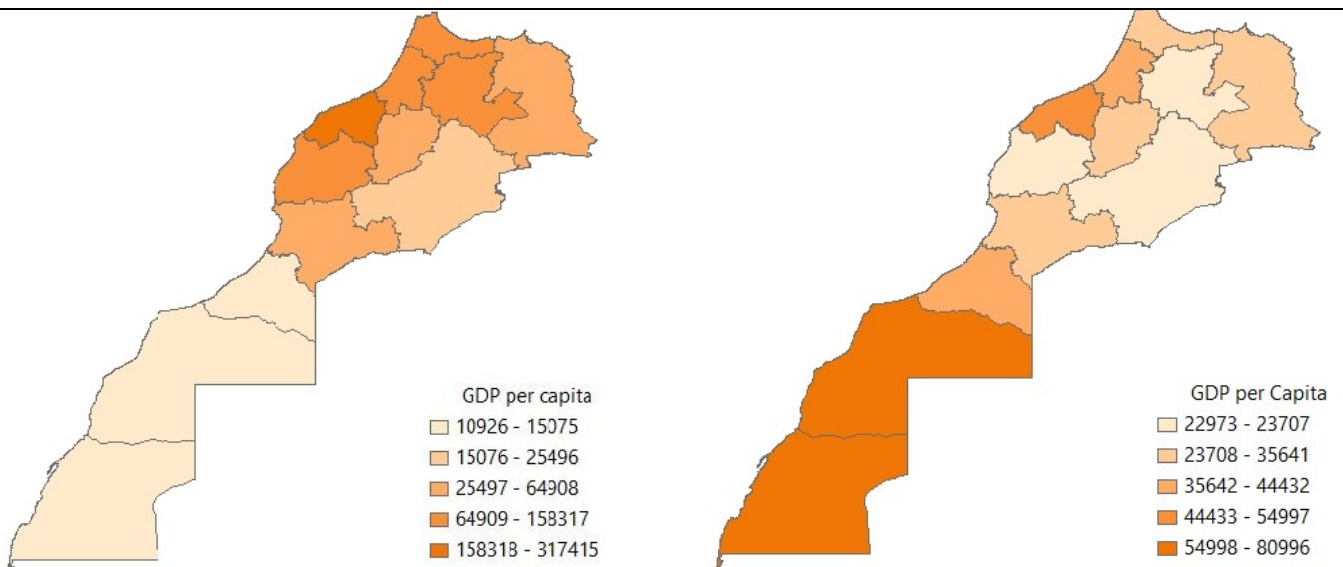 GDP per capita
10926 - 15075
15076 - 25496
25497 - 64908
64909 - 158317
158318 - 317415
GDP per Capita
22973 - 23707
23708 - 35641
35642 - 44432
44433 - 54997
54998 - 80996